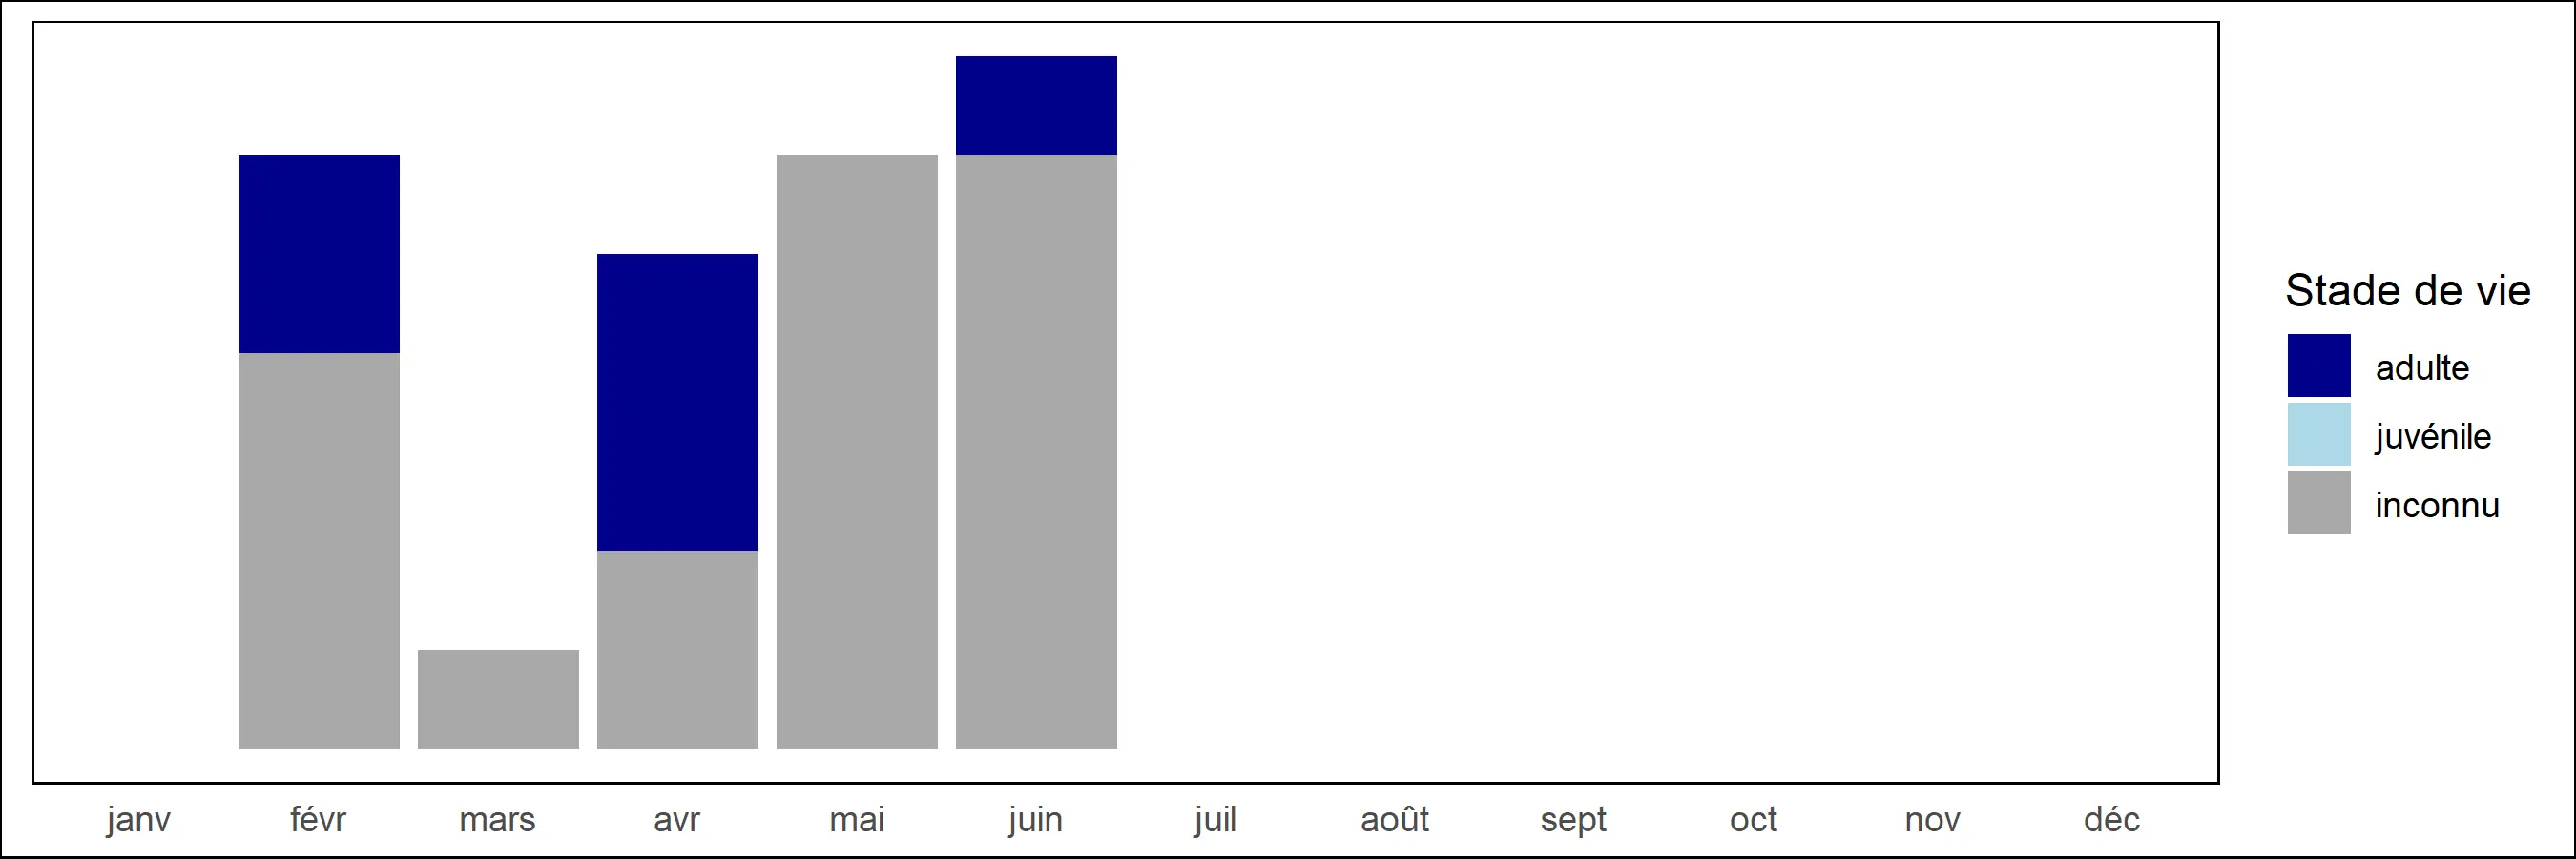 Stade de vie
adulte
juvénile
inconnu
janv févr mars avr mai juin juil août sept oct nov déc